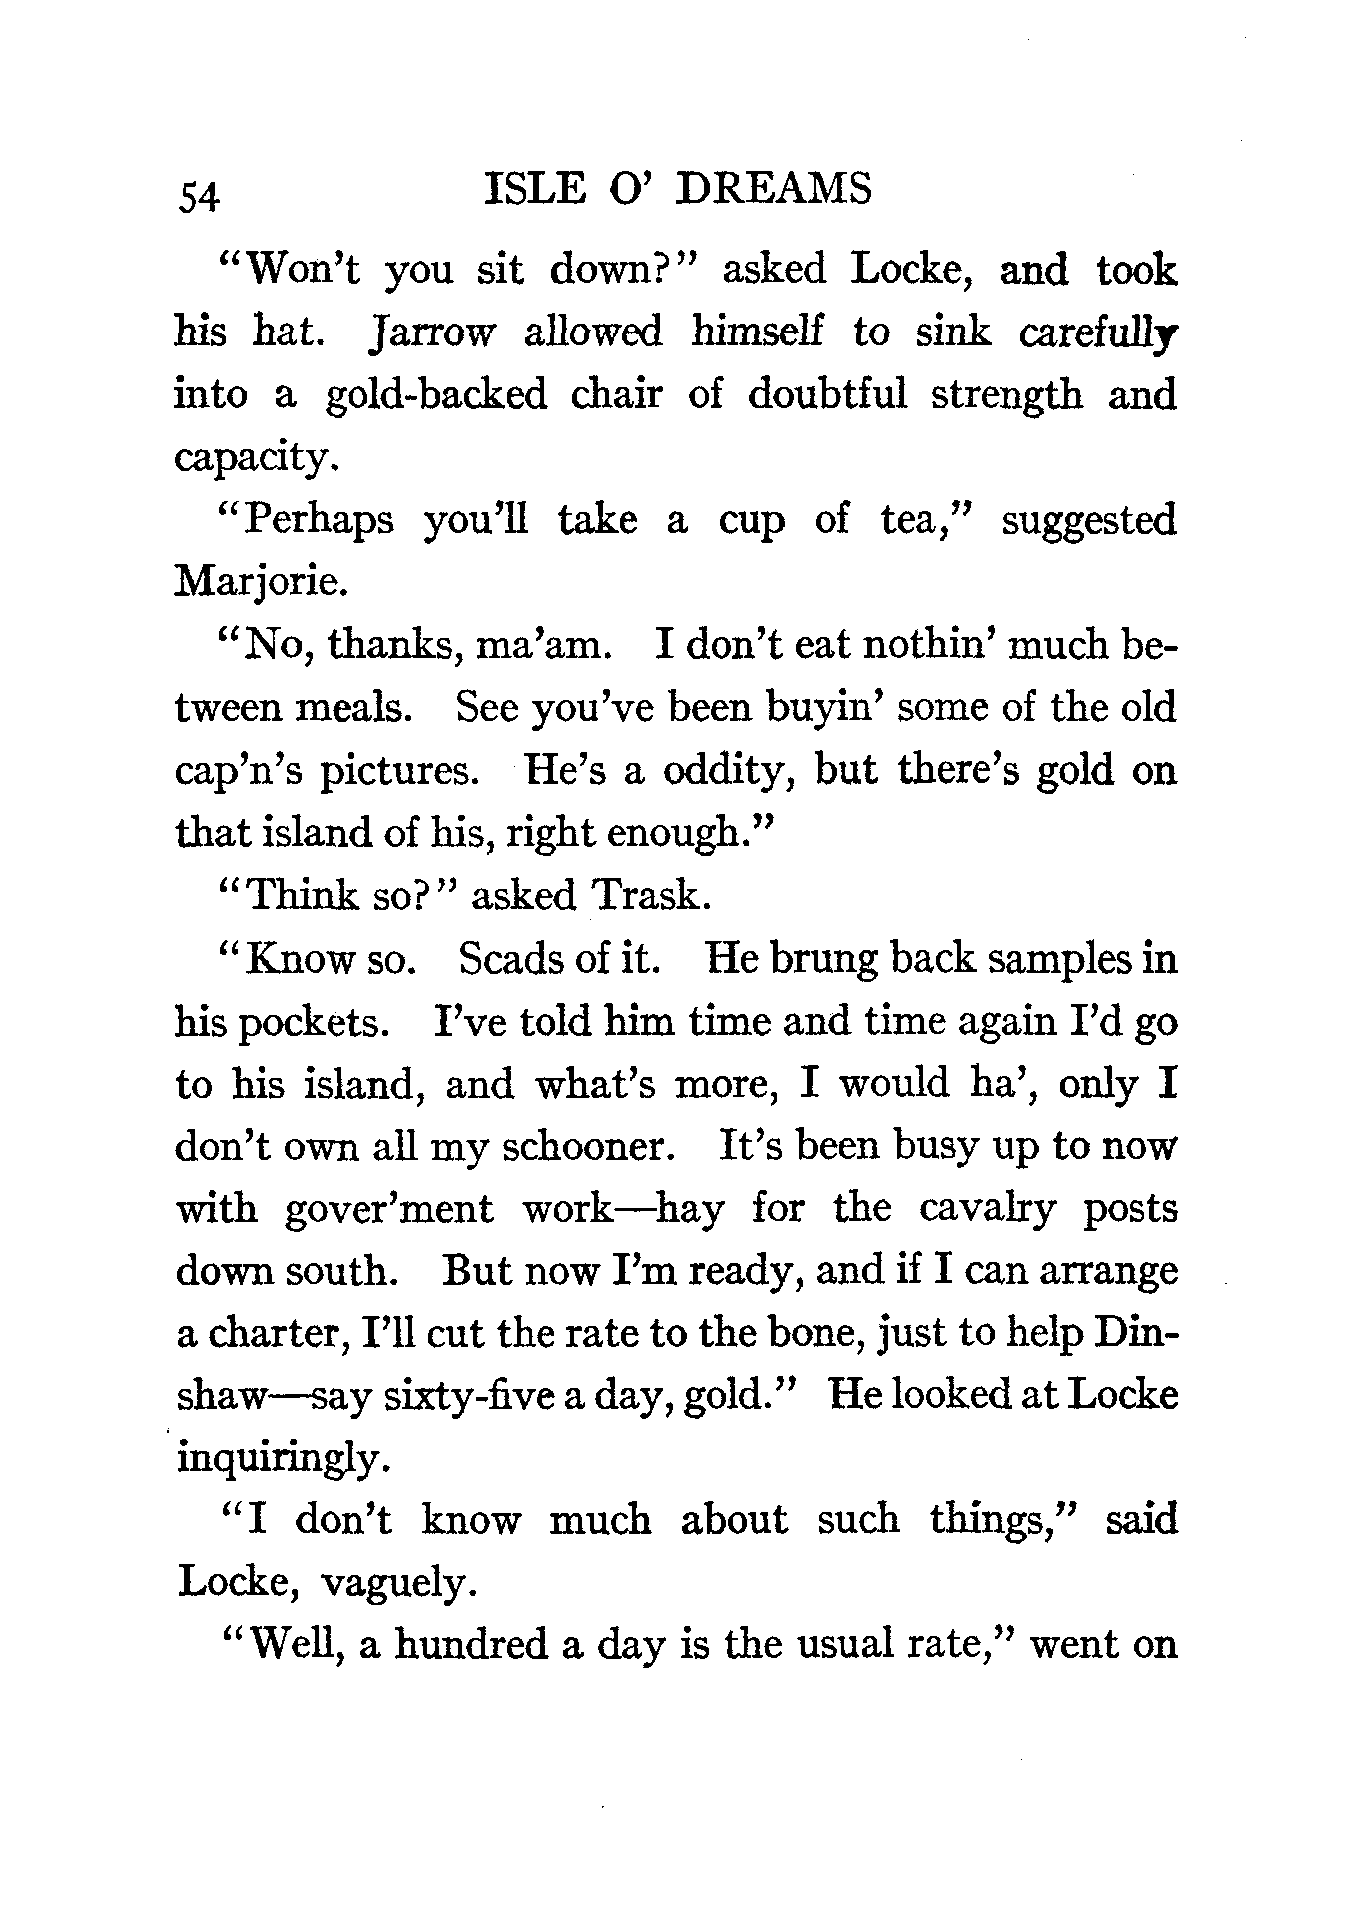 54 ISLE O' DREAMS
"Won't you sit down?" asked Locke, and took
his hat. Jarrow allowed himself to sink carefully
into a gold-backed chair of doubtful strength and
capacity.
"Perhaps you'll take a cup of tea," suggested
Marjorie.
"No, thanks, ma'am. I don't eat nothin' much be-
tween meals. See you've been buyin' some of the old
cap'n's pictures. He's a oddity, but there's gold on
that island of his, right enough."
"Think so?" asked Trask.
"Know so. Scads of it. He brung back samples in
his pockets. I've told him time and time again I'd go
to his island, and what's more, I would ha', only I
don't own all my schooner. It's been busy up to now
with gover'ment work—hay for the cavalry posts
down south. But now I'm ready, and if I can arrange
a charter, I'll cut the rate to the bone, just to help Din-
shaw—say sixty-five a day, gold." He looked at Locke
inquiringly.
"I don't know much about such things," said
Locke, vaguely.
"Well, a hundred a day is the usual rate," went on